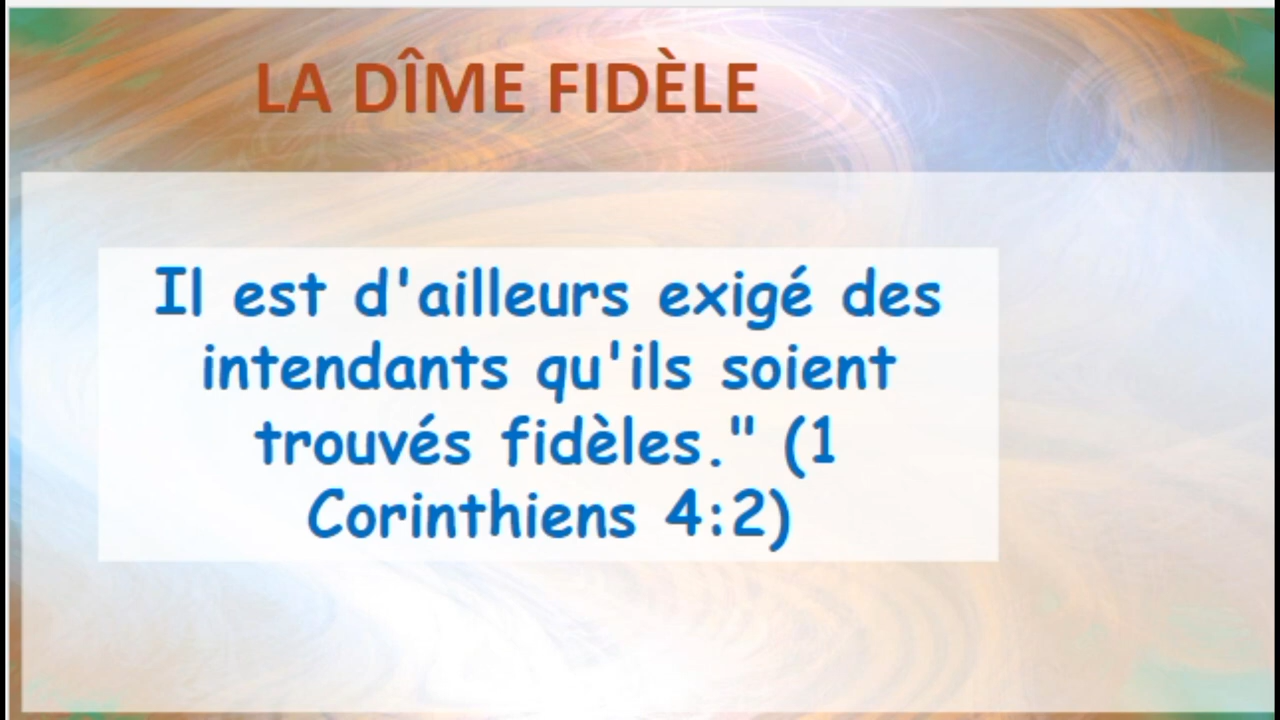 LA DÎME FIDÈLE
Il est d'ailleurs exigé des
intendants qu'ils soient
trouvés fidèles." (1
Corinthiens 4:2)